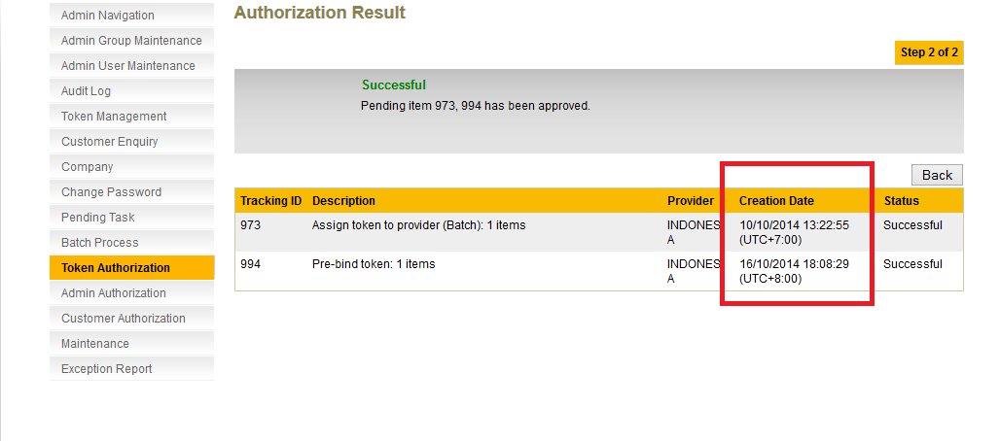 Admin Navigation
Admin Group Maintenance
Admin User Maintenance
Audit Log
Token Management
Customer Enquiry
Company
Change Password
Pending Task
Batch Process
Token Authorization
Admin Authorization
Customer Authorization
Maintenance
Exception Report
Authorization Result
Step 2 of 2
Successful
Pending item 973, 994 has been approved.
Back
Tracking ID Description Provider Creation Date Status
973 Assign token to provider (Batch): 1 items INDONES 10/10/2014 13:22:55 Successful
A (UTC+7:00)
994 Pre-bind token: 1 items INDONES 16/10/2014 18:08:29 Successful
A (UTC+8:00)